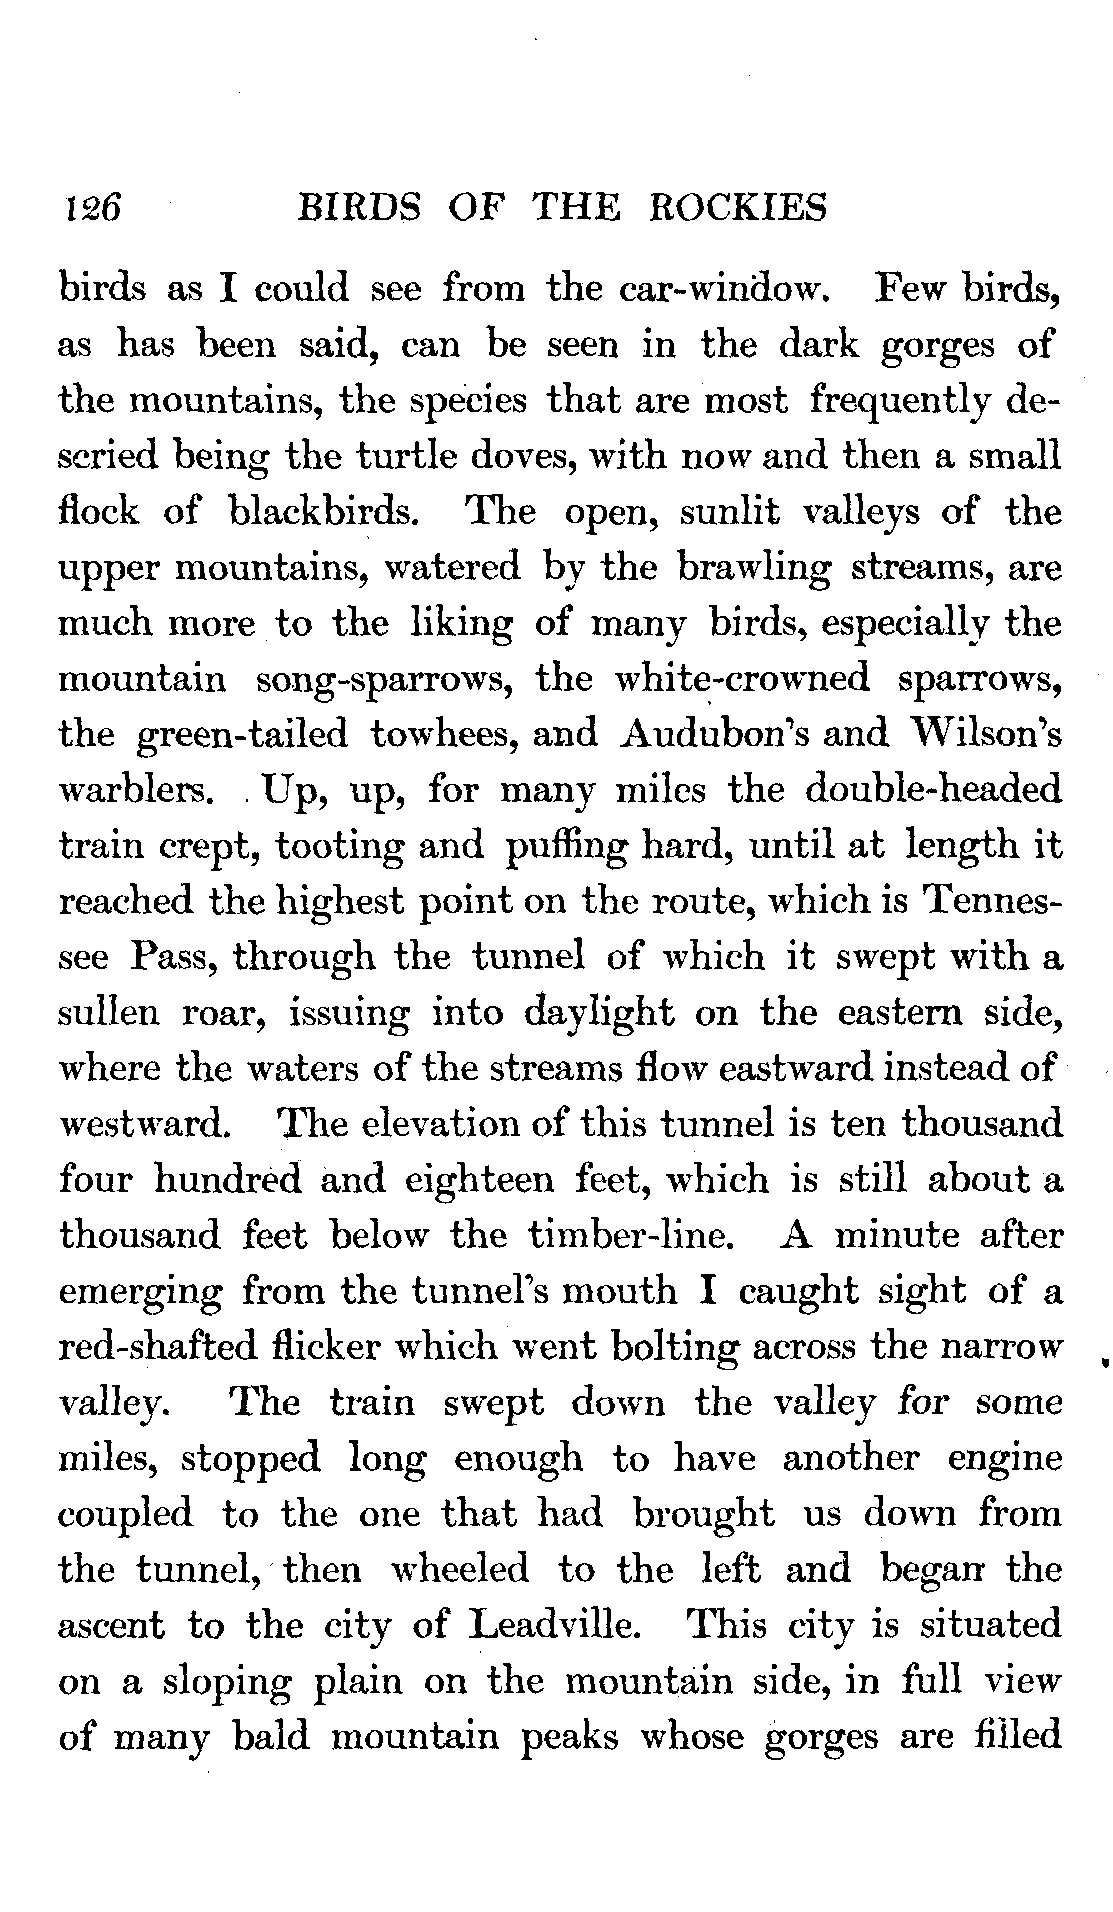 126 BIRDS OF THE ROCKIES
birds as I could see from the car-window. Few birds,
as has been said, can be seen in the dark gorges of
the mountains, the species that are most frequently de-
scried being the turtle doves, with now and then a small
flock of blackbirds. The open, sunlit valleys of the
upper mountains, watered by the brawling streams, are
much more to the liking of many birds, especially the
mountain song-sparrows, the white-crowned sparrows,
the green-tailed towhees, and Audubon's and Wilson's
warblers. Up, up, for many miles the double-headed
train crept, tooting and puffing hard, until at length it
reached the highest point on the route, which is Tennes-
see Pass, through the tunnel of which it swept with a
sullen roar, issuing into daylight on the eastern side,
where the waters of the streams flow eastward instead of
westward. The elevation of this tunnel is ten thousand
four hundred and eighteen feet, which is still about a
thousand feet below the timber-line. A minute after
emerging from the tunnel's mouth I caught sight of a
red-shafted flicker which went bolting across the narrow
valley. The train swept down the valley for some
miles, stopped long enough to have another engine
coupled to the one that had brought us down from
the tunnel, then wheeled to the left and began the
ascent to the city of Leadville. This city is situated
on a sloping plain on the mountain side, in full view
of many bald mountain peaks whose gorges are filled